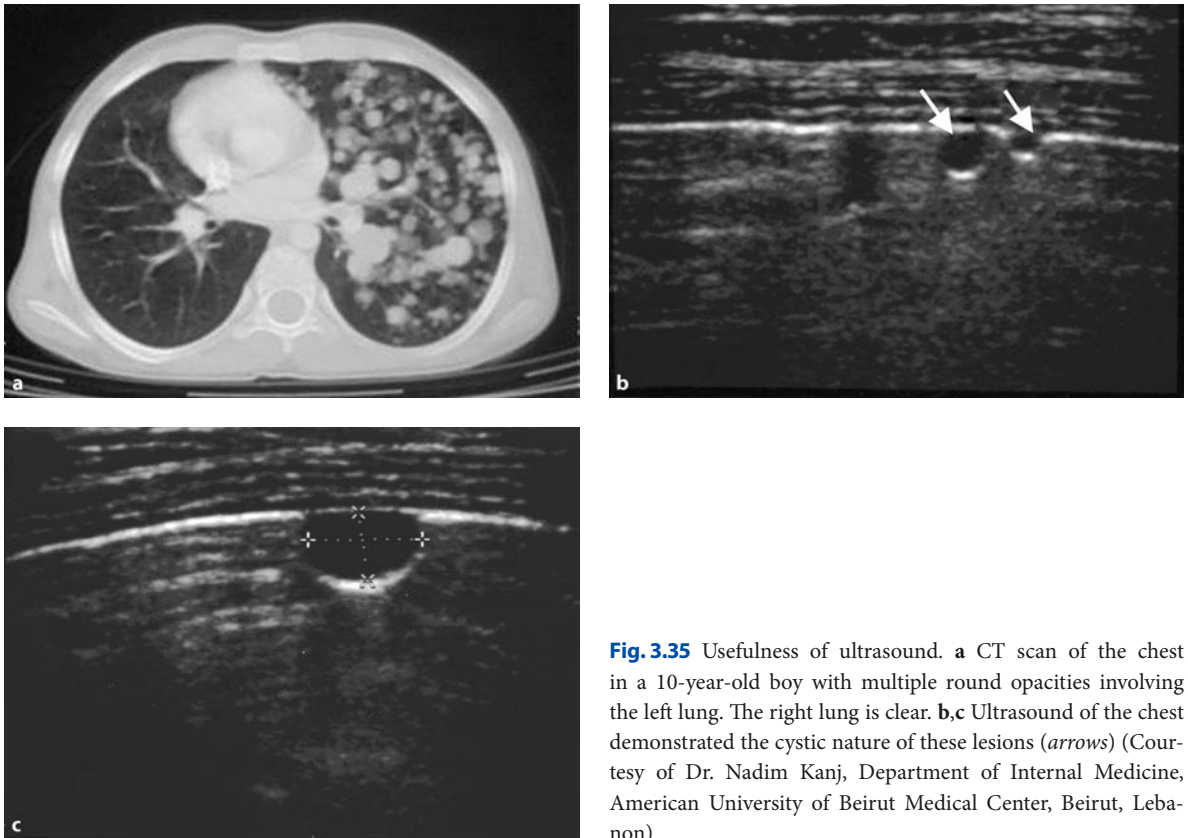 a
b
c
Fig. 3.35 Usefulness of ultrasound. a CT scan of the chest
in a 10-year-old boy with multiple round opacities involving
the left lung. The right lung is clear. b,c Ultrasound of the chest
demonstrated the cystic nature of these lesions (arrows) (Cour-
tesy of Dr. Nadim Kanj, Department of Internal Medicine,
American University of Beirut Medical Center, Beirut, Leba-
non)